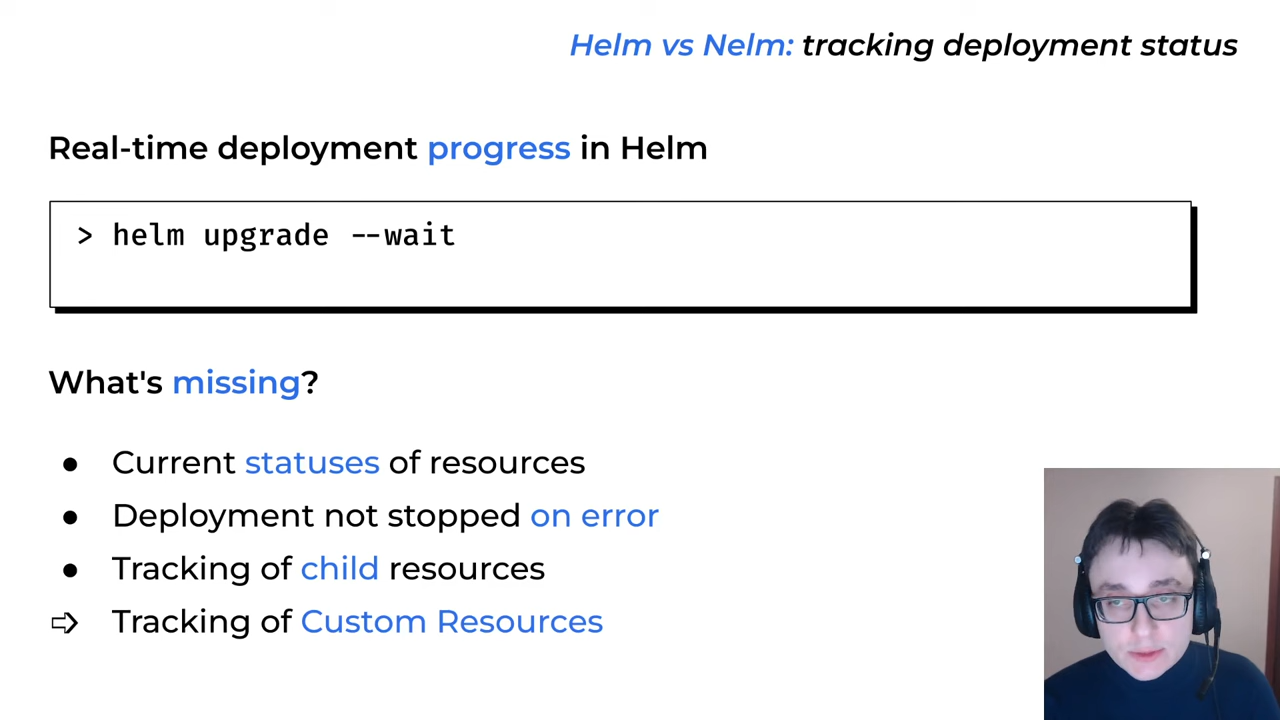 Helm vs Nelm: tracking deployment status
Real-time deployment progress in Helm
> helm upgrade --wait
What's missing?
● Current statuses of resources
● Deployment not stopped on error
● Tracking of child resources
⇨ Tracking of Custom Resources